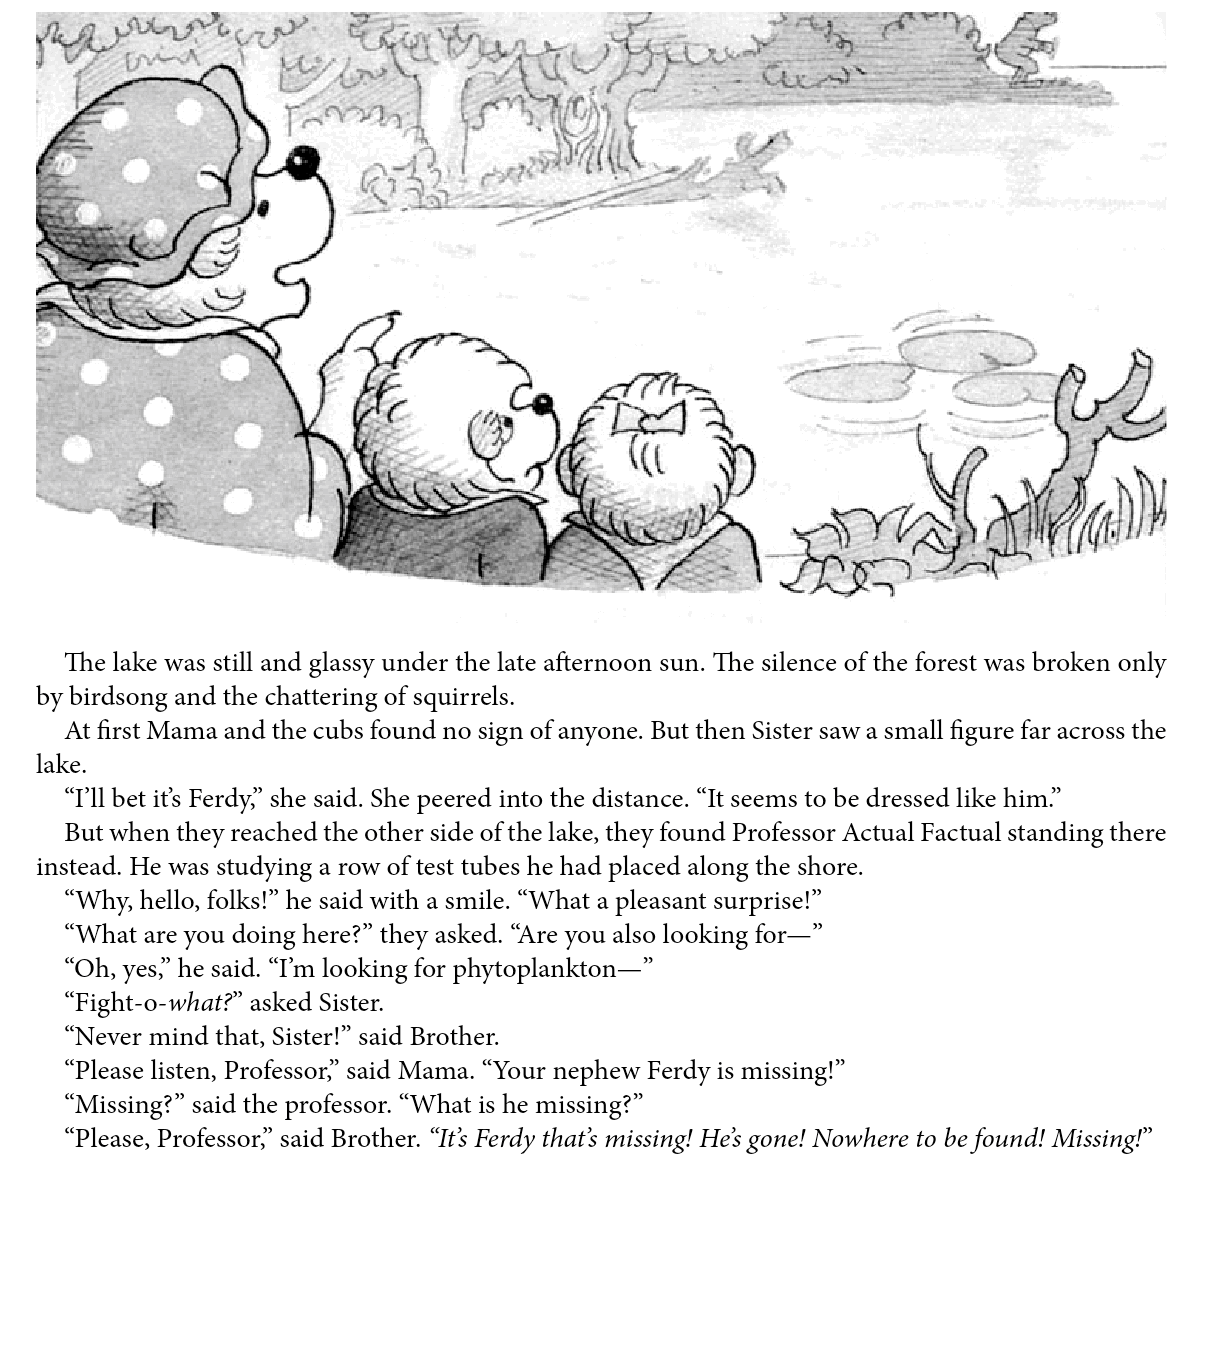 The lake was still and glassy under the late afternoon sun. The silence of the forest was broken only
by birdsong and the chattering of squirrels.
At first Mama and the cubs found no sign of anyone. But then Sister saw a small figure far across the
lake.
“I’ll bet it’s Ferdy,” she said. She peered into the distance. “It seems to be dressed like him.”
But when they reached the other side of the lake, they found Professor Actual Factual standing there
instead. He was studying a row of test tubes he had placed along the shore.
“Why, hello, folks!” he said with a smile. “What a pleasant surprise!”
“What are you doing here?” they asked. “Are you also looking for—”
“Oh, yes,” he said. “I’m looking for phytoplankton—”
“Fight-o-what?” asked Sister.
“Never mind that, Sister!” said Brother.
“Please listen, Professor,” said Mama. “Your nephew Ferdy is missing!”
“Missing?” said the professor. “What is he missing?”
“Please, Professor,” said Brother. “It’s Ferdy that’s missing! He’s gone! Nowhere to be found! Missing!”